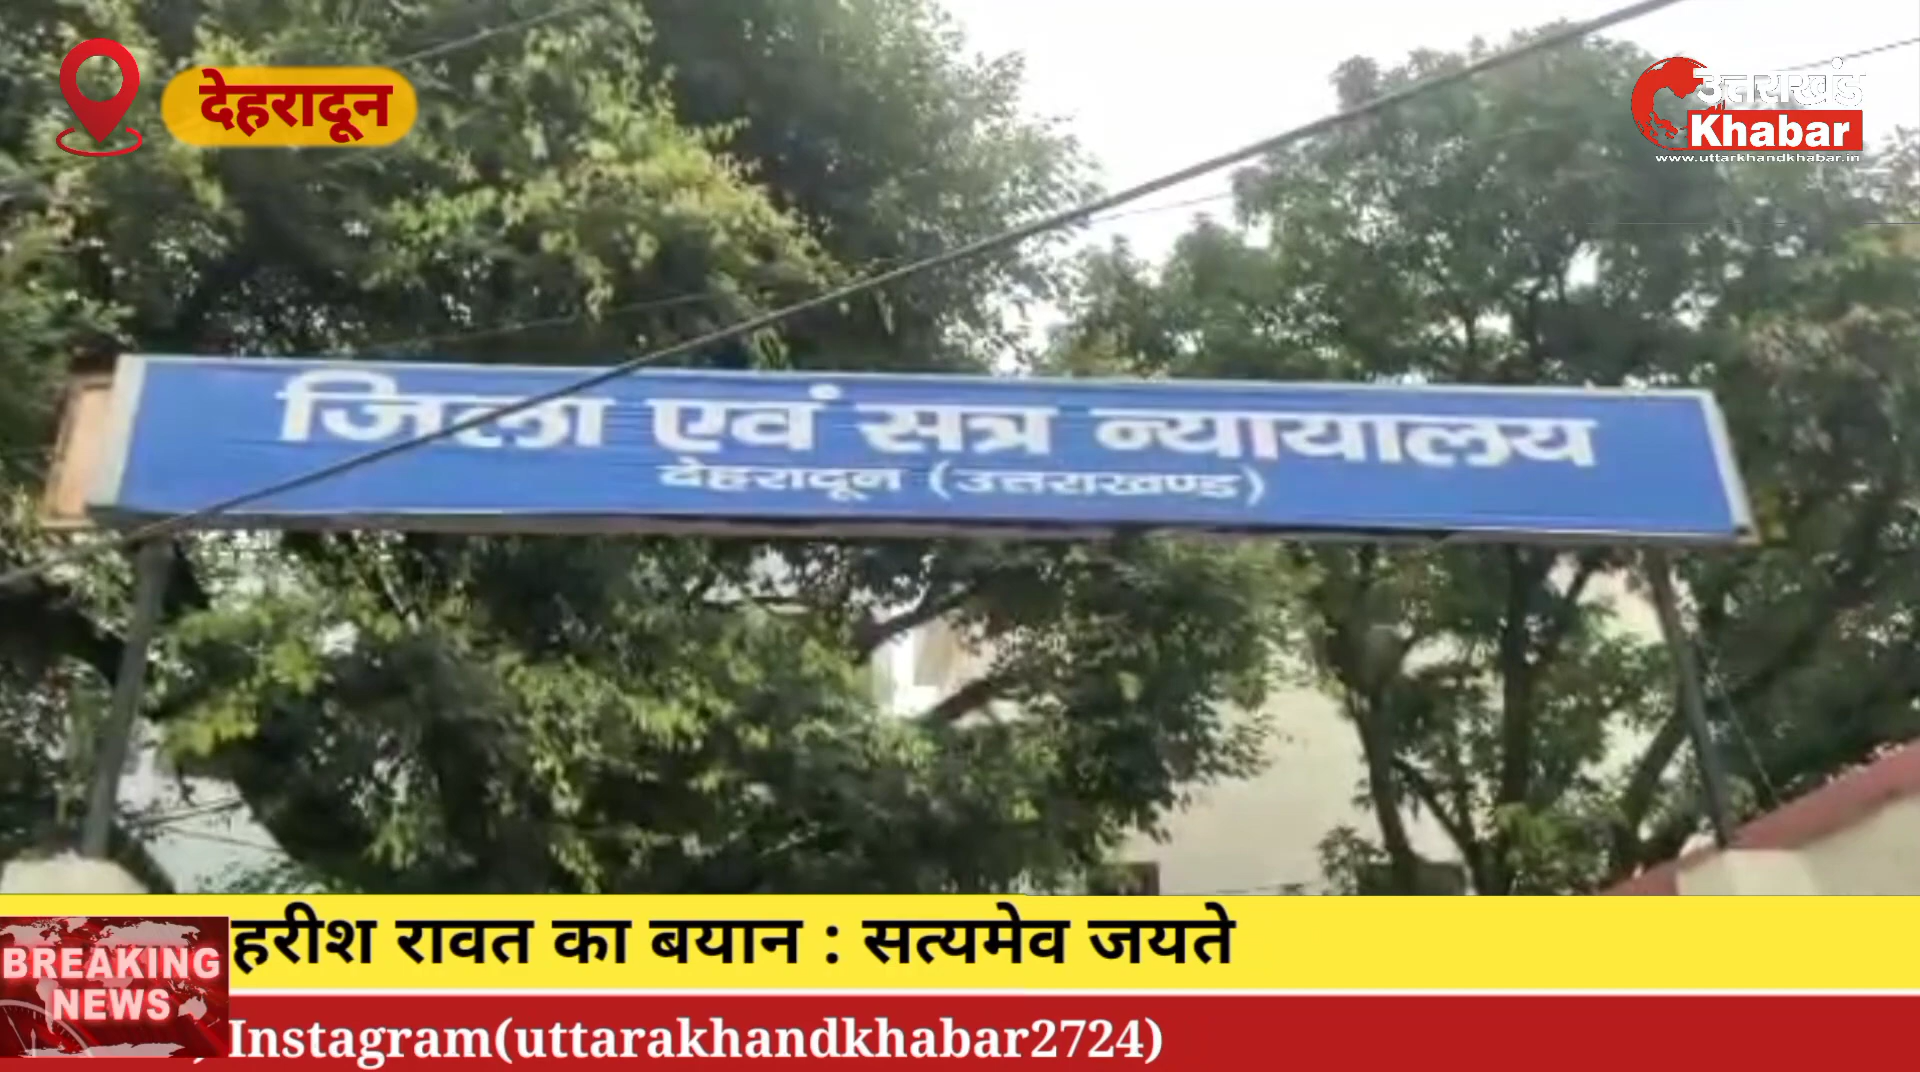 देहरादून
उत्तराखंड
Khabar
www.uttarkhandkhabar.in
जिला एवं सत्र न्यायालय
देहरादून (उत्तराखण्ड)
हरीश रावत का बयान : सत्यमेव जयते
BREAKING
NEWS
Instagram(uttarakhandkhabar2724)